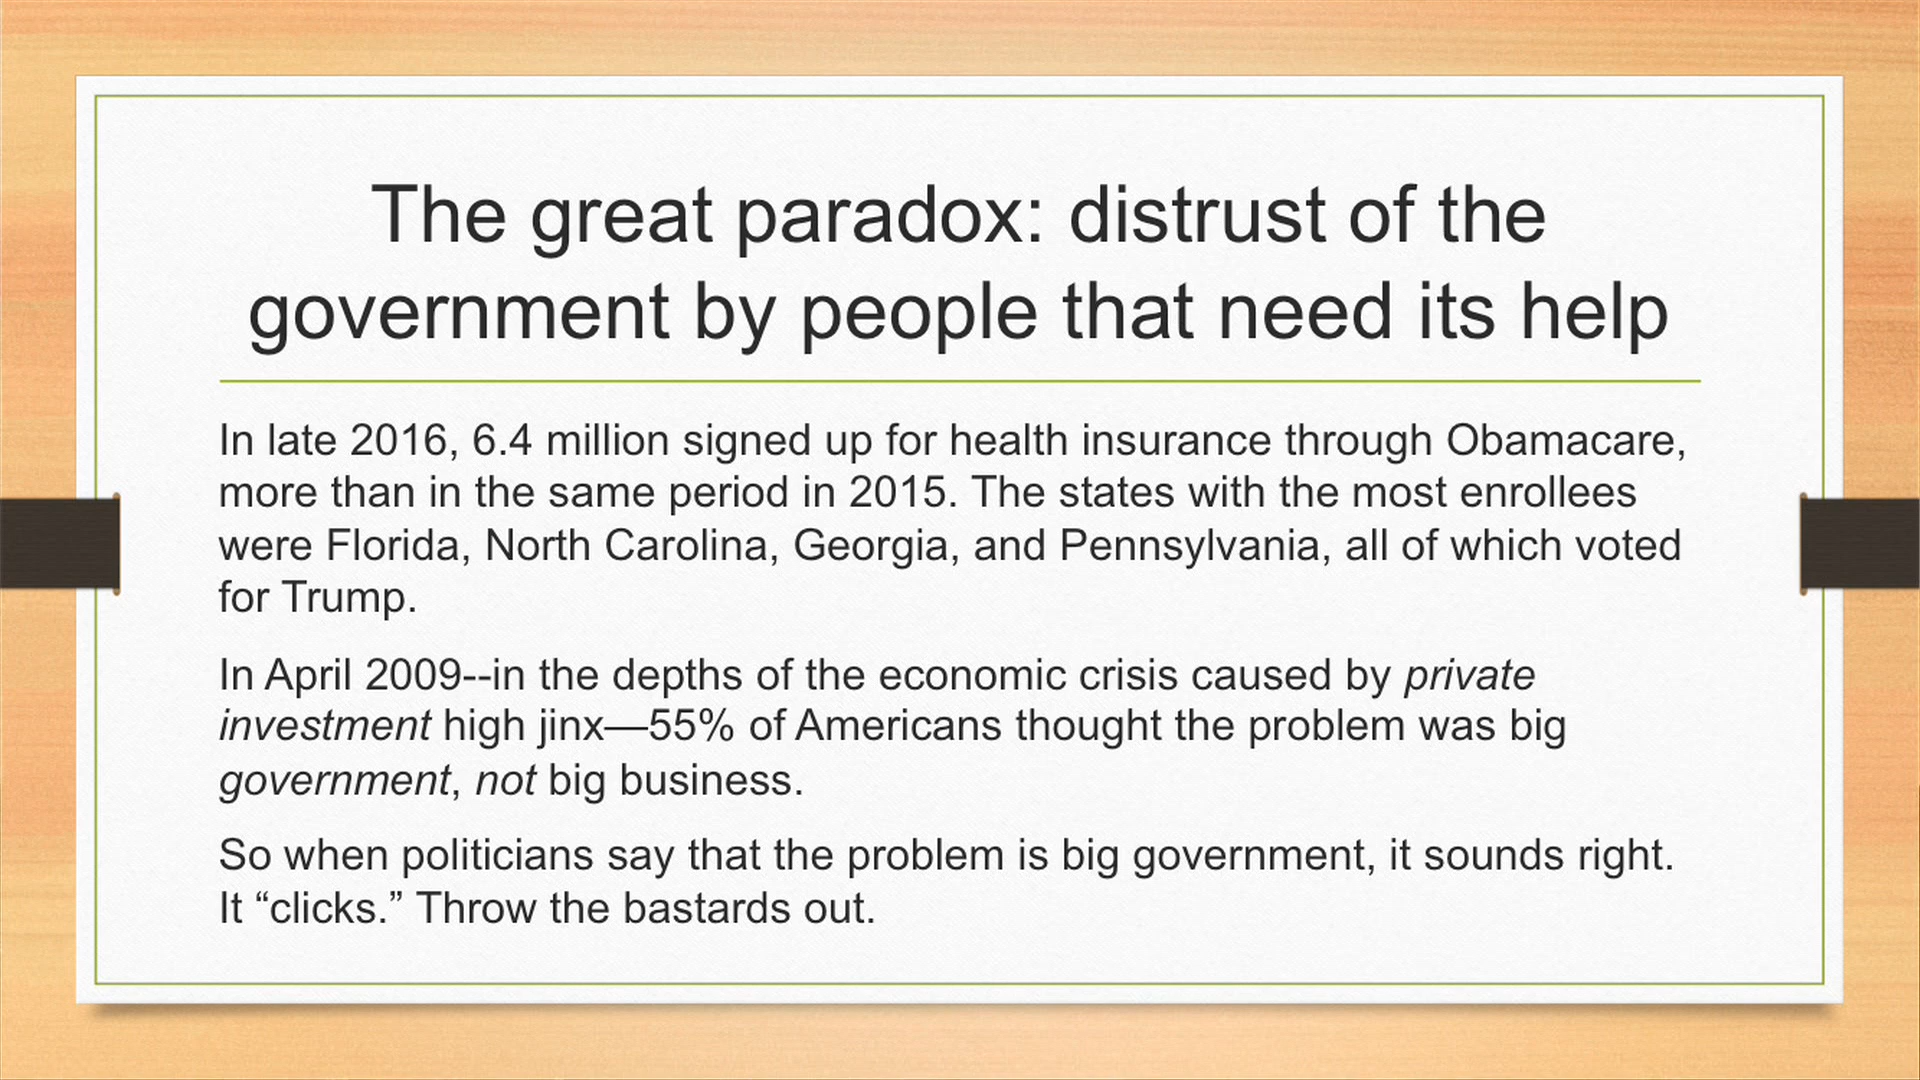 The great paradox: distrust of the
government by people that need its help
In late 2016, 6.4 million signed up for health insurance through Obamacare,
more than in the same period in 2015. The states with the most enrollees
were Florida, North Carolina, Georgia, and Pennsylvania, all of which voted
for Trump.
In April 2009--in the depths of the economic crisis caused by private
investment high jinx—55% of Americans thought the problem was big
government, not big business.
So when politicians say that the problem is big government, it sounds right.
It “clicks.” Throw the bastards out.